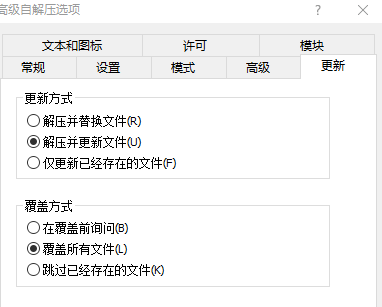 高级自解压选项
文本和图标 许可 模块
常规 设置 模式 高级 更新
更新方式
解压并替换文件(R)
解压并更新文件(U)
仅更新已经存在的文件(F)
覆盖方式
在覆盖前询问(B)
覆盖所有文件(L)
跳过已经存在的文件(K)